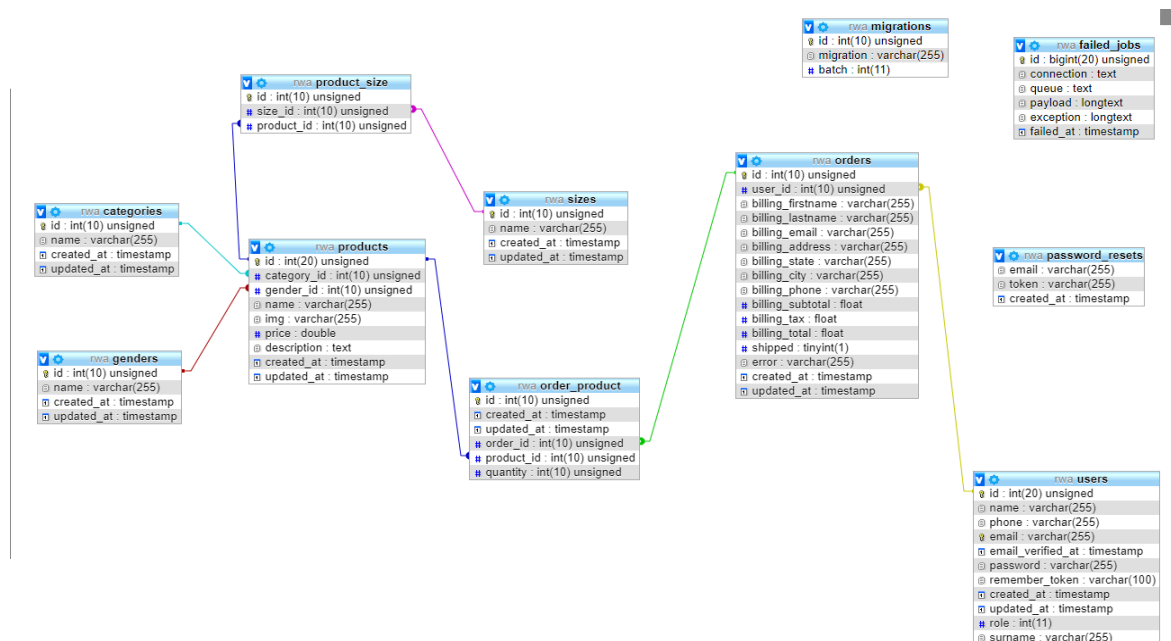 rwa migrations
id : int(10) unsigned
migration : varchar(255)
batch : int(11)
rwa failed_jobs
id : bigint(20) unsigned
connection : text
queue : text
payload : longtext
exception : longtext
failed_at : timestamp
rwa product_size
id : int(10) unsigned
size_id : int(10) unsigned
product_id : int(10) unsigned
rwa orders
id : int(10) unsigned
user_id : int(10) unsigned
billing_firstname : varchar(255)
billing_lastname : varchar(255)
billing_email : varchar(255)
billing_address : varchar(255)
billing_state : varchar(255)
billing_city : varchar(255)
billing_phone : varchar(255)
billing_subtotal : float
billing_tax : float
billing_total : float
shipped : tinyint(1)
error : varchar(255)
created_at : timestamp
updated_at : timestamp
rwa sizes
id : int(10) unsigned
name : varchar(255)
created_at : timestamp
updated_at : timestamp
rwa categories
id : int(10) unsigned
name : varchar(255)
created_at : timestamp
updated_at : timestamp
rwa products
id : int(20) unsigned
category_id : int(10) unsigned
gender_id : int(10) unsigned
name : varchar(255)
img : varchar(255)
price : double
description : text
created_at : timestamp
updated_at : timestamp
rwa password_resets
email : varchar(255)
token : varchar(255)
created_at : timestamp
rwa genders
id : int(10) unsigned
name : varchar(255)
created_at : timestamp
updated_at : timestamp
rwa order_product
id : int(10) unsigned
created_at : timestamp
updated_at : timestamp
order_id : int(10) unsigned
product_id : int(10) unsigned
quantity : int(10) unsigned
rwa users
id : int(20) unsigned
name : varchar(255)
phone : varchar(255)
email : varchar(255)
email_verified_at : timestamp
password : varchar(255)
remember_token : varchar(100)
created_at : timestamp
updated_at : timestamp
role : int(11)
surname : varchar(255)